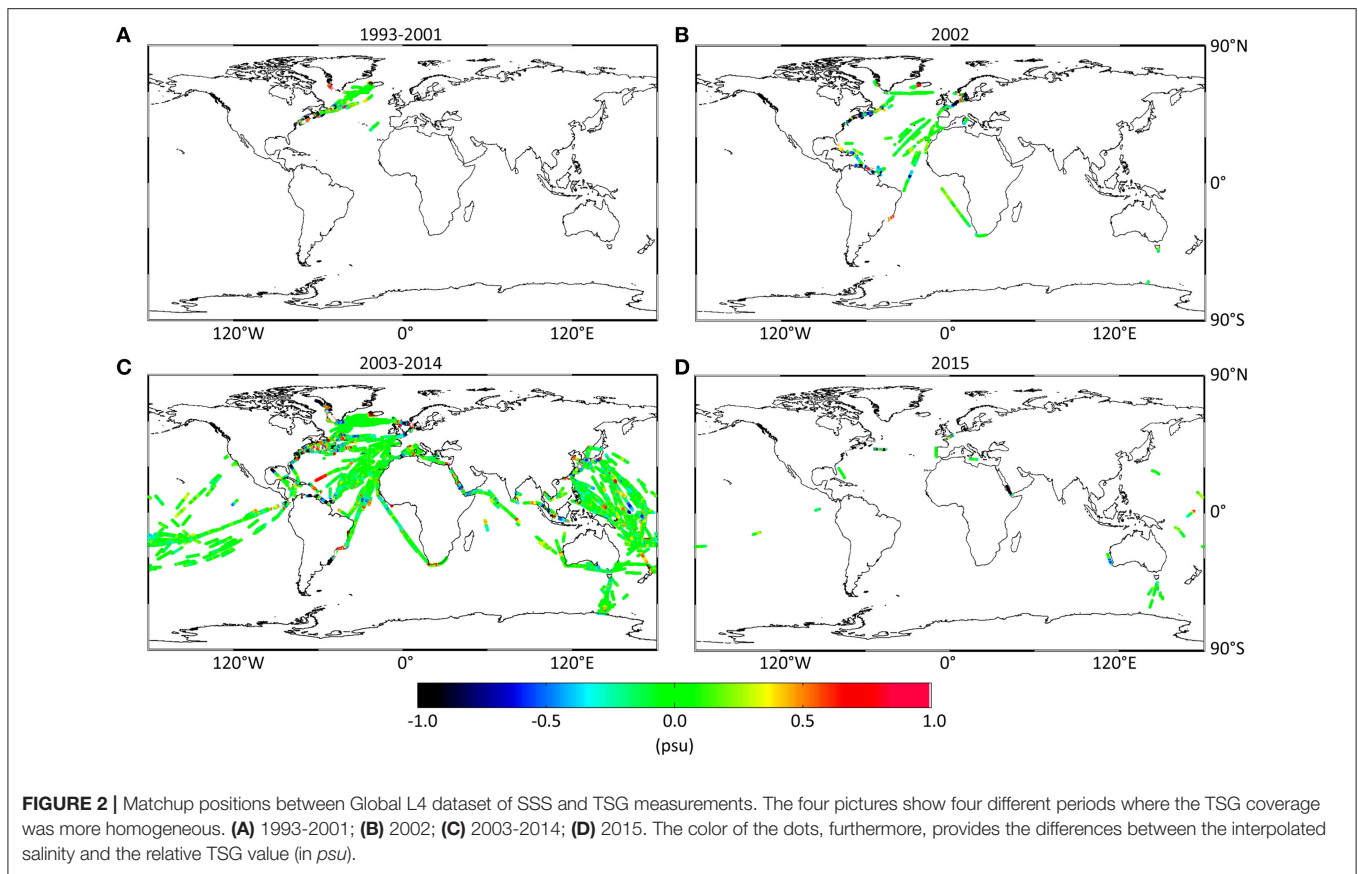 A
1993-2001
B
2002
90°N
0°
90°S
120°W 0° 120°E
120°W 0° 120°E
C
2003-2014
D
2015
90°N
0°
90°S
120°W 0° 120°E
120°W 0° 120°E
-1.0 -0.5 0.0 0.5 1.0
(psu)
FIGURE 2 | Matchup positions between Global L4 dataset of SSS and TSG measurements. The four pictures show four different periods where the TSG coverage
was more homogeneous. (A) 1993-2001; (B) 2002; (C) 2003-2014; (D) 2015. The color of the dots, furthermore, provides the differences between the interpolated
salinity and the relative TSG value (in psu).